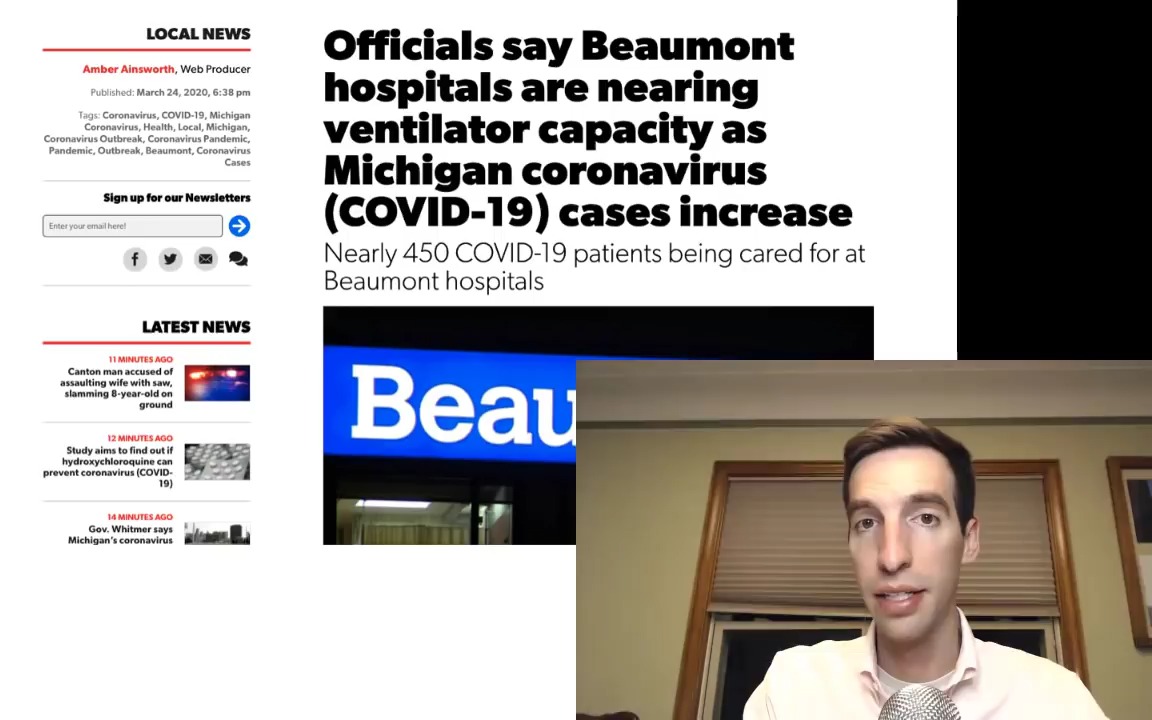 LOCAL NEWS
Amber Ainsworth, Web Producer
Published: March 24, 2020, 6:38 pm
Tags: Coronavirus, COVID-19, Michigan
Coronavirus, Health, Local, Michigan,
Coronavirus Outbreak, Coronavirus Pandemic,
Pandemic, Outbreak, Beaumont, Coronavirus
Cases
Sign up for our Newsletters
Enter your email here!
LATEST NEWS
11 MINUTES AGO
Canton man accused of
assaulting wife with saw,
slamming 8-year-old on
ground
12 MINUTES AGO
Study aims to find out if
hydroxychloroquine can
prevent coronavirus (COVID-
19)
14 MINUTES AGO
Gov. Whitmer says
Michigan's coronavirus
Officials say Beaumont
hospitals are nearing
ventilator capacity as
Michigan coronavirus
(COVID-19) cases increase
Nearly 450 COVID-19 patients being cared for at
Beaumont hospitals
Beau